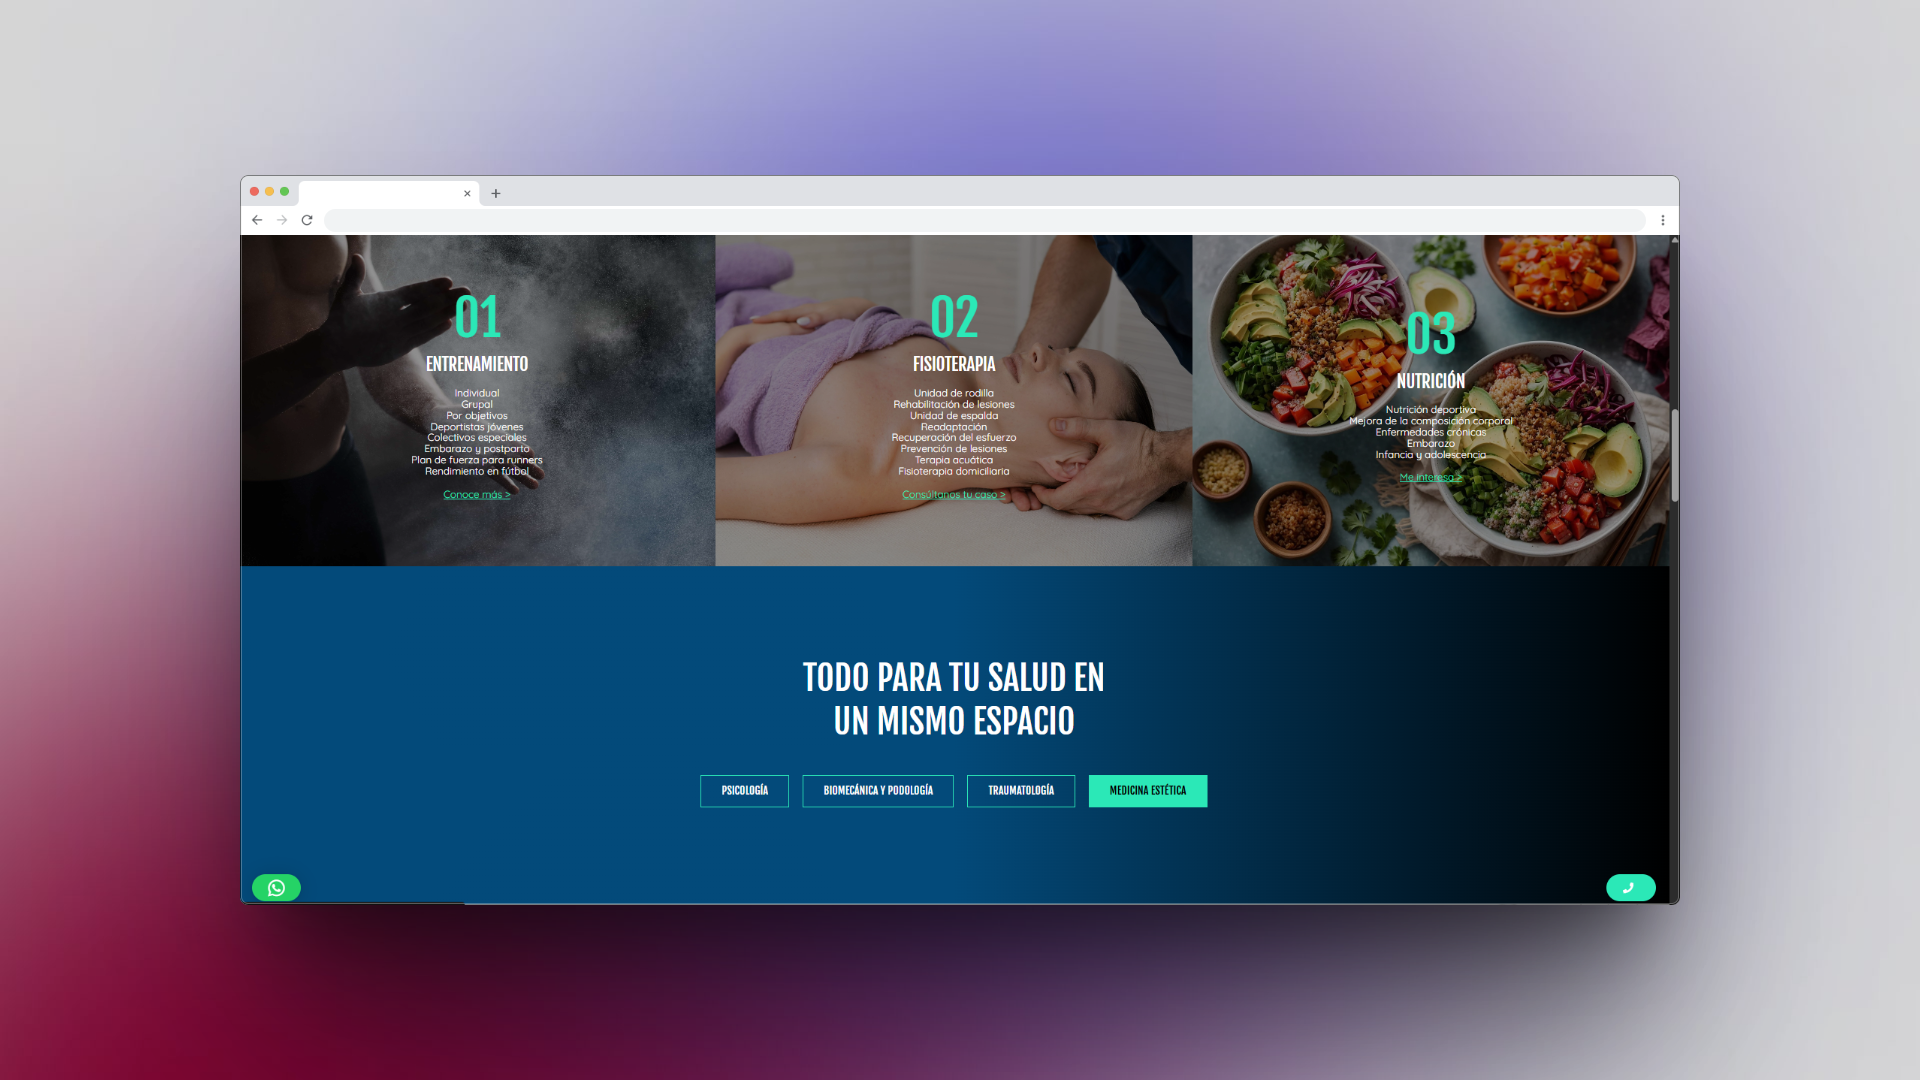 01
ENTRENAMIENTO
Individual
Grupal
Por objetivos
Deportistas jóvenes
Colectivos especiales
Embarazo y postparto
Plan de fuerza para runners
Rendimiento en fútbol
Conoce más >
02
FISIOTERAPIA
Unidad de rodilla
Rehabilitación de lesiones
Unidad de espalda
Readaptación
Recuperación del esfuerzo
Prevención de lesiones
Terapia acuática
Fisioterapia domiciliaria
Consúltanos tu caso >
03
NUTRICIÓN
Nutrición deportiva
Mejora de la composición corporal
Enfermedades crónicas
Embarazo
Infancia y adolescencia
Me interesa >
TODO PARA TU SALUD EN
UN MISMO ESPACIO
PSICOLOGÍA
BIOMECÁNICA Y PODOLOGÍA
TRAUMATOLOGÍA
MEDICINA ESTÉTICA